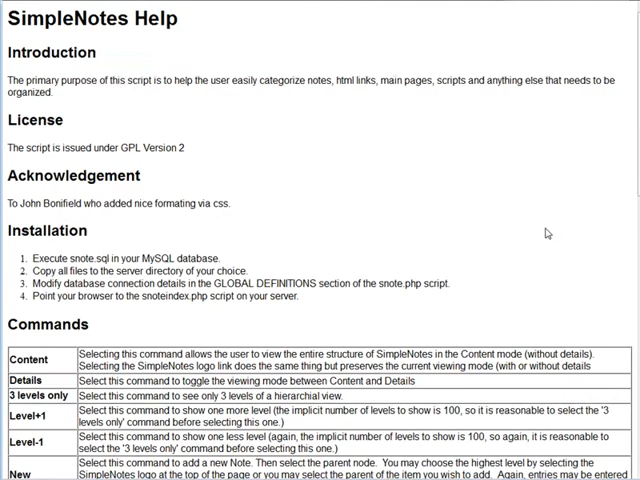 SimpleNotes Help
Introduction
The primary purpose of this script is to help the user easily categorize notes, html links, main pages, scripts and anything else that needs to be
organized.
License
The script is issued under GPL Version 2
Acknowledgement
To John Bonifield who added nice formating via css.
Installation
1. Execute snote.sql in your MySQL database.
2. Copy all files to the server directory of your choice.
3. Modify database connection details in the GLOBAL DEFINITIONS section of the snote.php script.
4. Point your browser to the snoteindex.php script on your server.
Commands
Content
Selecting this command allows the user to view the entire structure of SimpleNotes in the Content mode (without details).
Selecting the SimpleNotes logo link does the same thing but preserves the current viewing mode (with or without details
Details
Select this command to toggle the viewing mode between Content and Details
3 levels only
Select this command to see only 3 levels of a hierarchial view.
Level+1
Select this command to show one more level (the implicit number of levels to show is 100, so it is reasonable to select the '3
levels only' command before selecting this one.)
Level-1
Select this command to show one less level (again, the implicit number of levels to show is 100, so again, it is reasonable to
select the '3 levels only' command before selecting this one.)
New
Select this command to add a new Note. Then select the parent node. You may choose the highest level by selecting the
SimpleNotes logo at the top of the page or you may select the parent of the item you wish to add. Again, entries may be entered